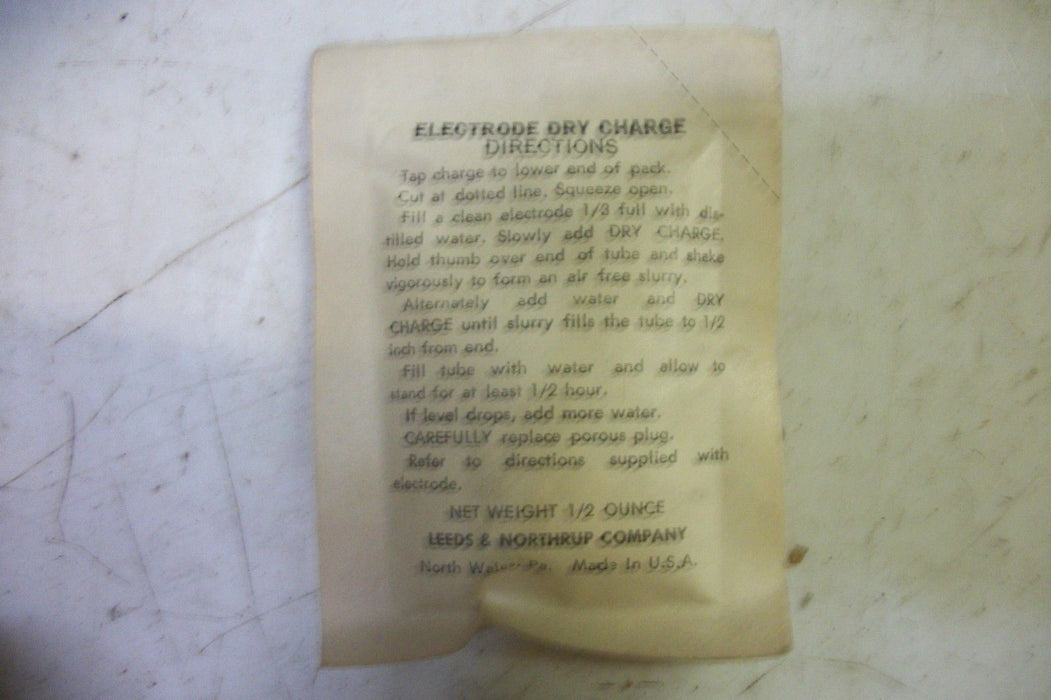 ELECTRODE DRY CHARGE
DIRECTIONS
Tap charge to lower end of pack.
Cut at dotted line. Squeeze open.
Fill a clean electrode 1/3 full with dis-
tilled water. Slowly add DRY CHARGE.
Hold thumb over end of tube and shake
vigorously to form an air free slurry.
Alternately add water and DRY
CHARGE until slurry fills the tube to 1/2
inch from end.
Fill tube with water and allow to
stand for at least 1/2 hour.
If level drops, add more water.
CAREFULLY replace porous plug.
Refer to directions supplied with
electrode.
NET WEIGHT 1/2 OUNCE
LEEDS & NORTHRUP COMPANY
North Pa. Made In U.S.A.